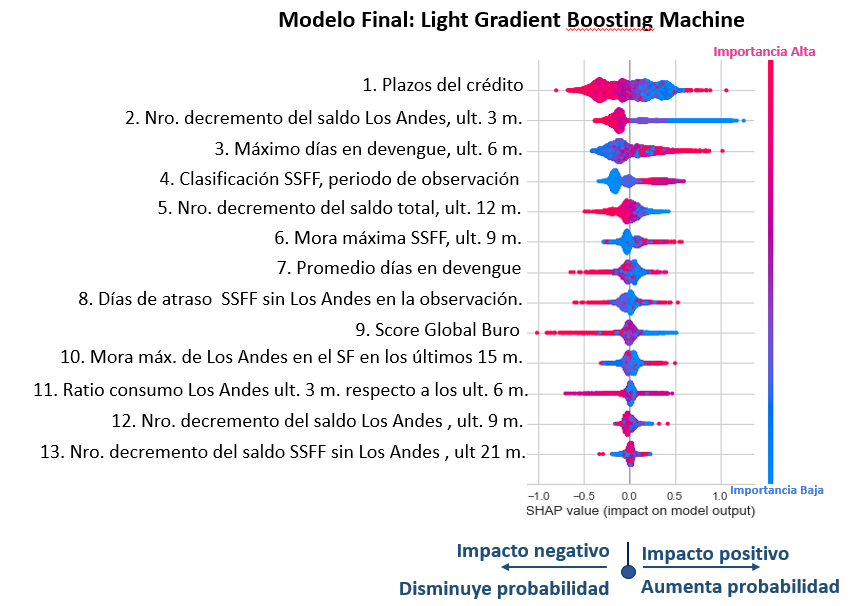 Modelo Final: Light Gradient Boosting Machine
Importancia Alta
1. Plazos del crédito
2. Nro. decremento del saldo Los Andes, ult. 3 m.
3. Máximo días en devengue, ult. 6 m.
4. Clasificación SSFF, periodo de observación
5. Nro. decremento del saldo total, ult. 12 m.
6. Mora máxima SSFF, ult. 9 m.
7. Promedio días en devengue
8. Días de atraso SSFF sin Los Andes en la observación.
9. Score Global Buro
10. Mora máx. de Los Andes en el SF en los últimos 15 m.
11. Ratio consumo Los Andes ult. 3 m. respecto a los ult. 6 m.
12. Nro. decremento del saldo Los Andes , ult. 9 m.
13. Nro. decremento del saldo SSFF sin Los Andes , ult 21 m.
Importancia Baja
−1.0 −0.5 0.0 0.5 1.0
SHAP value (impact on model output)
Impacto negativo
Impacto positivo
Disminuye probabilidad
Aumenta probabilidad